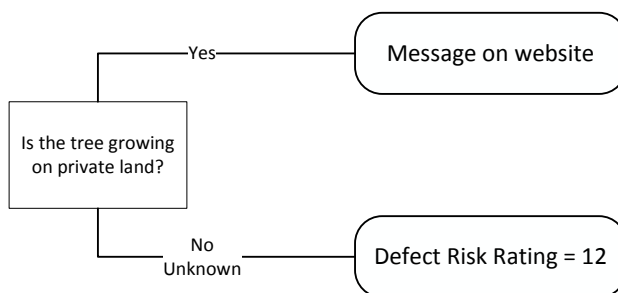 Yes
Message on website
Is the tree growing
on private land?
No
Unknown
Defect Risk Rating = 12